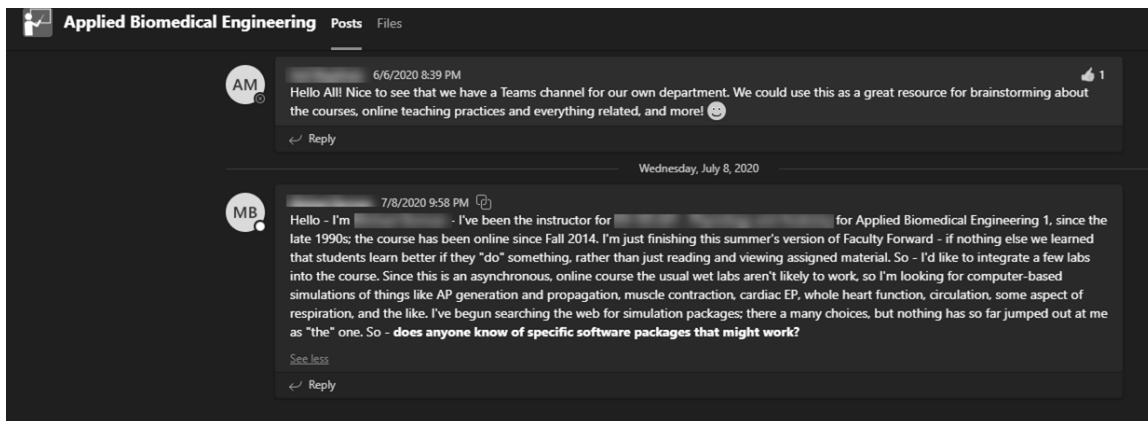 Applied Biomedical Engineering Posts Files
AM
6/6/2020 8:39 PM
1
Hello All! Nice to see that we have a Teams channel for our own department. We could use this as a great resource for brainstorming about
the courses, online teaching practices and everything related, and more!
Reply
Wednesday, July 8, 2020
MB
7/8/2020 9:58 PM
Hello - I'm - I've been the instructor for for Applied Biomedical Engineering 1, since the
late 1990s; the course has been online since Fall 2014. I'm just finishing this summer's version of Faculty Forward - if nothing else we learned
that students learn better if they "do" something, rather than just reading and viewing assigned material. So - I'd like to integrate a few labs
into the course. Since this is an asynchronous, online course the usual wet labs aren't likely to work, so I'm looking for computer-based
simulations of things like AP generation and propagation, muscle contraction, cardiac EP, whole heart function, circulation, some aspect of
respiration, and the like. I've begun searching the web for simulation packages; there a many choices, but nothing has so far jumped out at me
as "the" one. So - does anyone know of specific software packages that might work?
See less
Reply